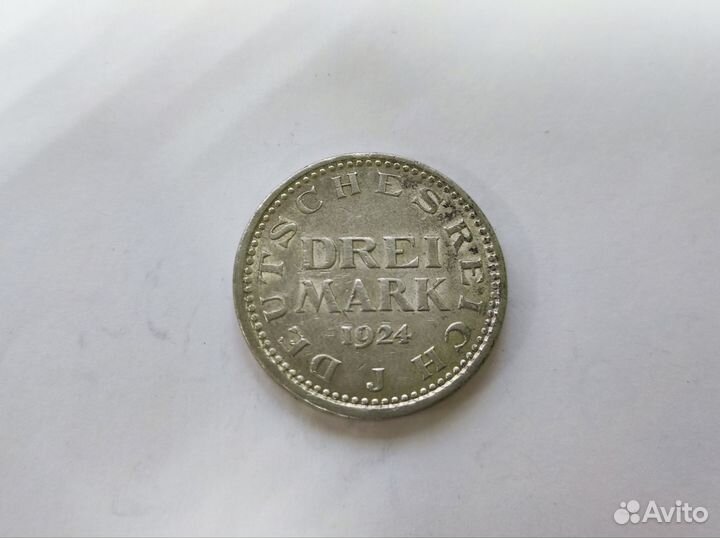 DEUTSCHES REICH
DREI
MARK
1924
J
Avito